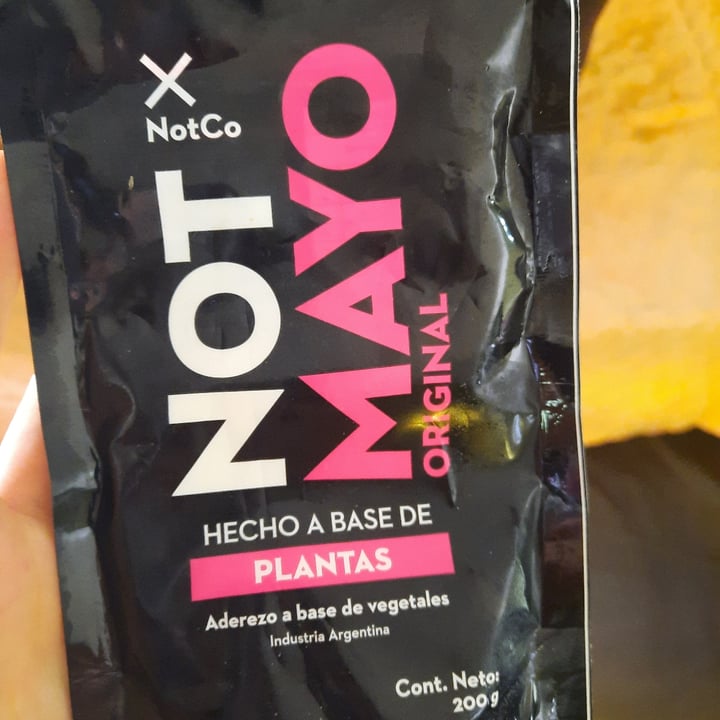 NotCo
NOT
MAYO
ORIGINAL
HECHO A BASE DE
PLANTAS
Aderezo a base de vegetales
Industria Argentina
Cont. Neto:
200g